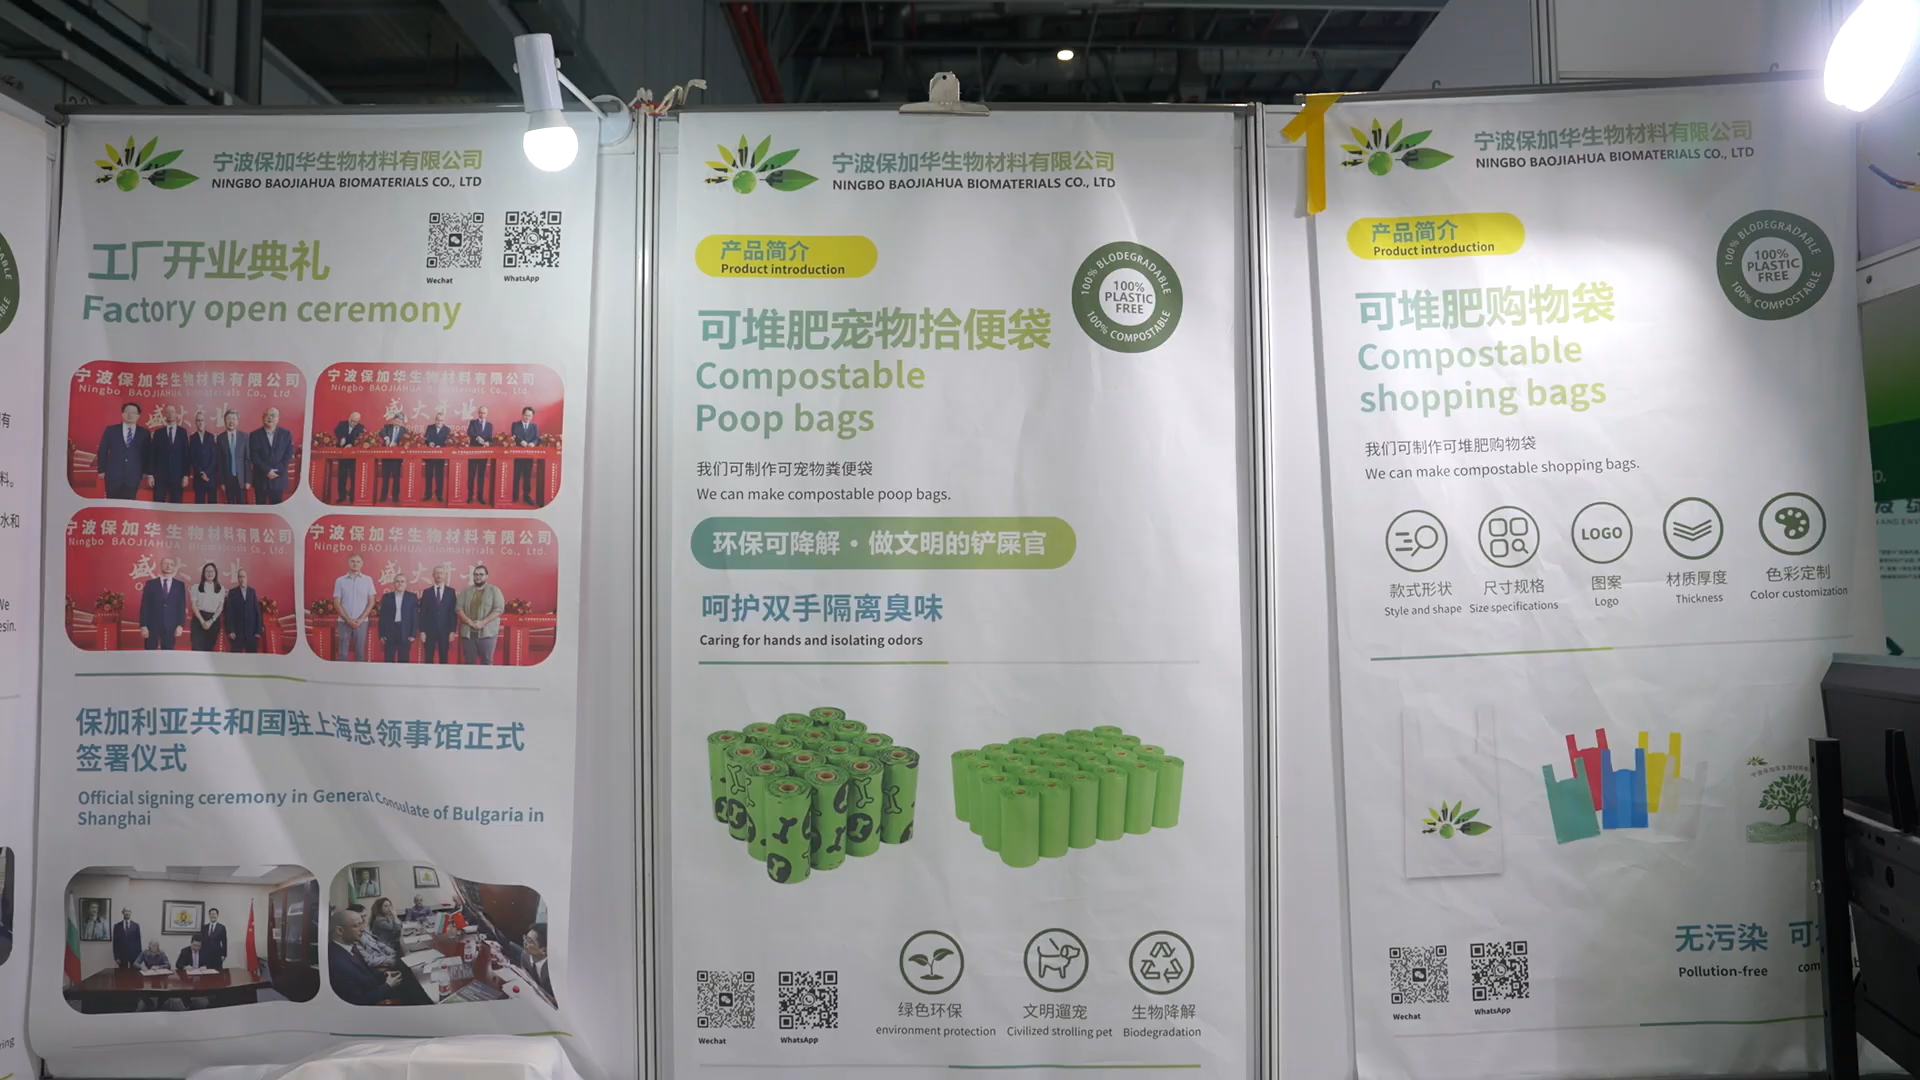 宁波保加华生物材料有限公司
NINGBO BAOJIAHUA BIOMATERIALS CO., LTD
Wechat
WhatsApp
工厂开业典礼
Factory open ceremony
宁波保加华生物材料有限公司
Ningbo BAOJIAHUA Biomaterials Co., Ltd.
盛大开业
宁波保加华生物材料有限公司
Ningbo BAOJIAHUA Biomaterials Co., Ltd.
盛大开业
宁波保加华生物材料有限公司
Ningbo BAOJIAHUA Biomaterials Co., Ltd.
盛大开业
宁波保加华生物材料有限公司
Ningbo BAOJIAHUA Biomaterials Co., Ltd.
盛大开业
保加利亚共和国驻上海总领事馆正式
签署仪式
Official signing ceremony in General Consulate of Bulgaria in
Shanghai
宁波保加华生物材料有限公司
NINGBO BAOJIAHUA BIOMATERIALS CO., LTD
产品简介
Product introduction
100% BLODEGRADABLE
100%
PLASTIC
FREE
100% COMPOSTABLE
可堆肥宠物拾便袋
Compostable
Poop bags
我们可制作可宠物粪便袋
We can make compostable poop bags.
环保可降解·做文明的铲屎官
呵护双手隔离臭味
Caring for hands and isolating odors
Wechat
WhatsApp
绿色环保
environment protection
文明遛宠
Civilized strolling pet
生物降解
Biodegradation
宁波保加华生物材料有限公司
NINGBO BAOJIAHUA BIOMATERIALS CO., LTD
产品简介
Product introduction
100% BLODEGRADABLE
100%
PLASTIC
FREE
100% COMPOSTABLE
可堆肥购物袋
Compostable
shopping bags
我们可制作可堆肥购物袋
We can make compostable shopping bags.
款式形状
Style and shape
尺寸规格
Size specifications
LOGO
图案
Logo
材质厚度
Thickness
色彩定制
Color customization
Wechat
WhatsApp
无污染
Pollution-free
可
com